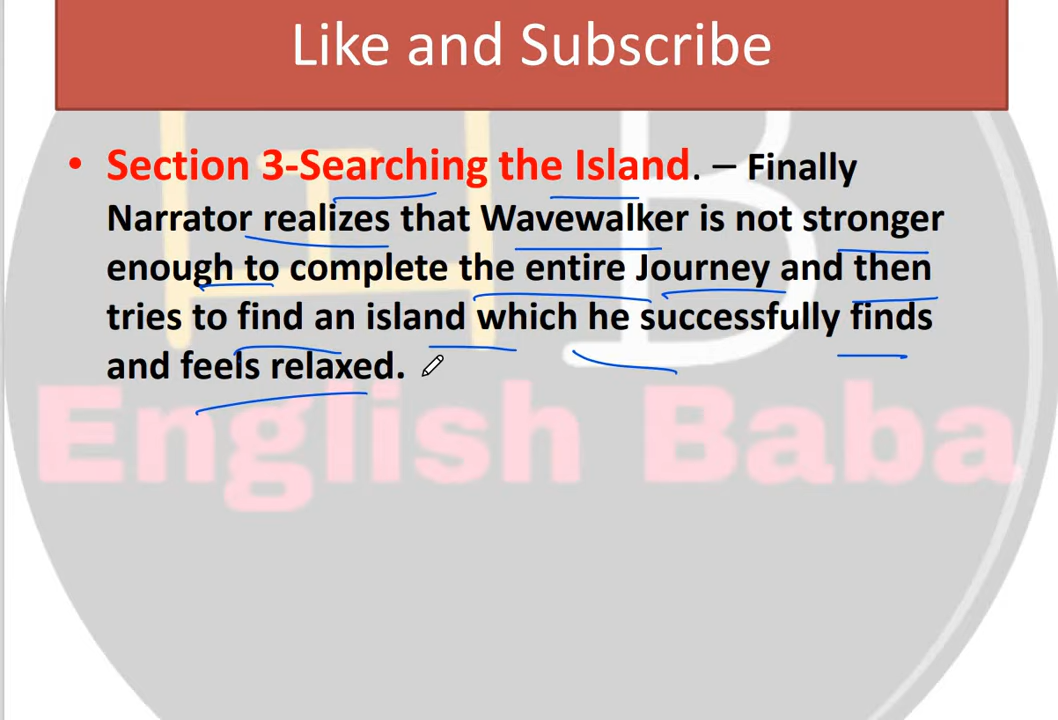 Like and Subscribe
• Section 3-Searching the Island. – Finally
Narrator realizes that Wavewalker is not stronger
enough to complete the entire Journey and then
tries to find an island which he successfully finds
and feels relaxed.
EB
English Baba